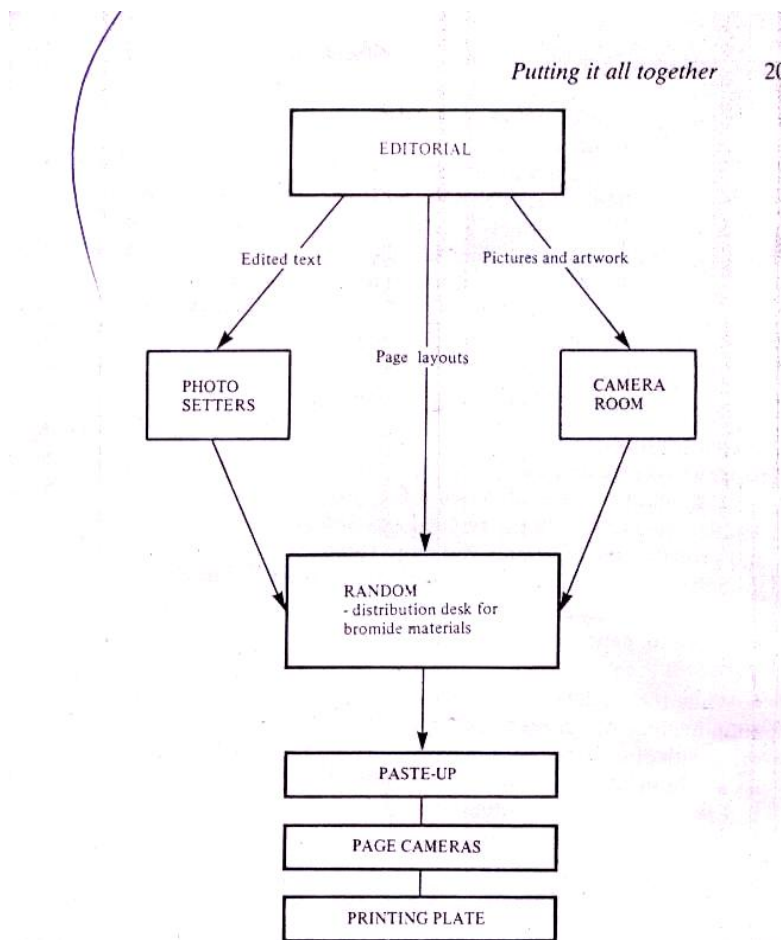 Putting it all together
EDITORIAL
Edited text
Pictures and artwork
Page layouts
PHOTO
SETTERS
CAMERA
ROOM
RANDOM
- distribution desk for
bromide materials
PASTE-UP
PAGE CAMERAS
PRINTING PLATE